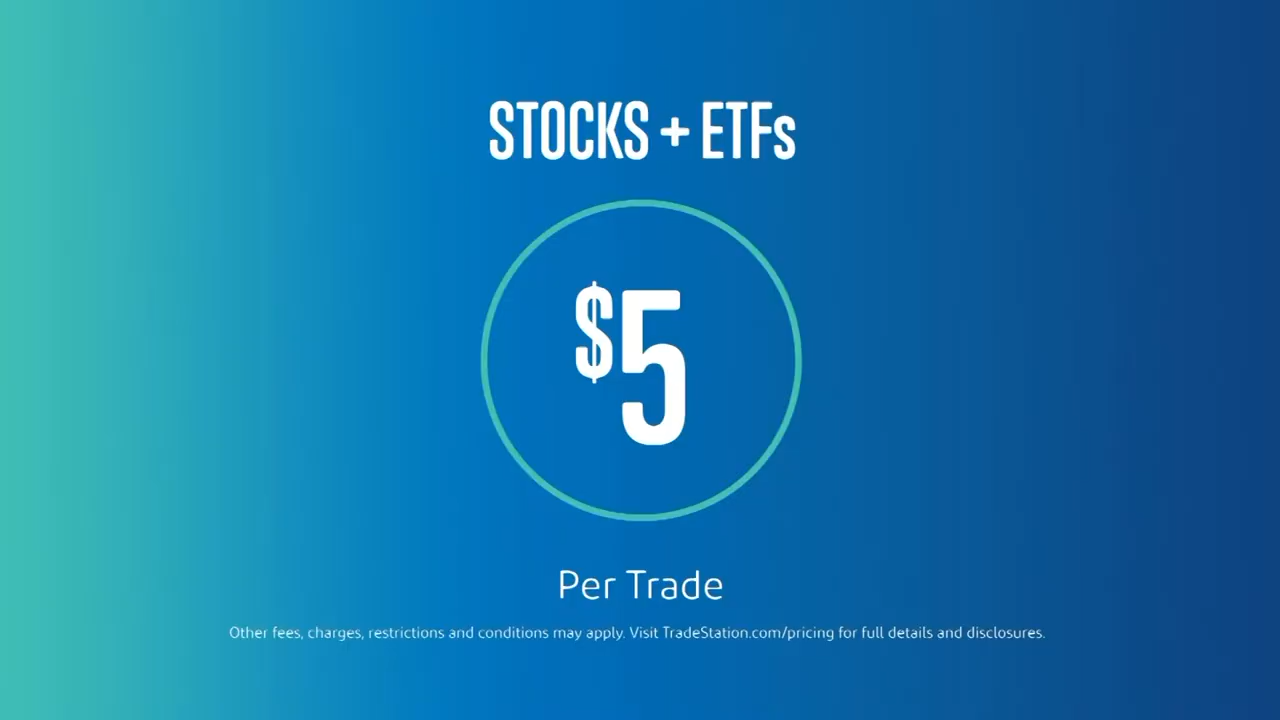 STOCKS + ETFs
$5
Per Trade
Other fees, charges, restrictions and conditions may apply. Visit TradeStation.com/pricing for full details and disclosures.